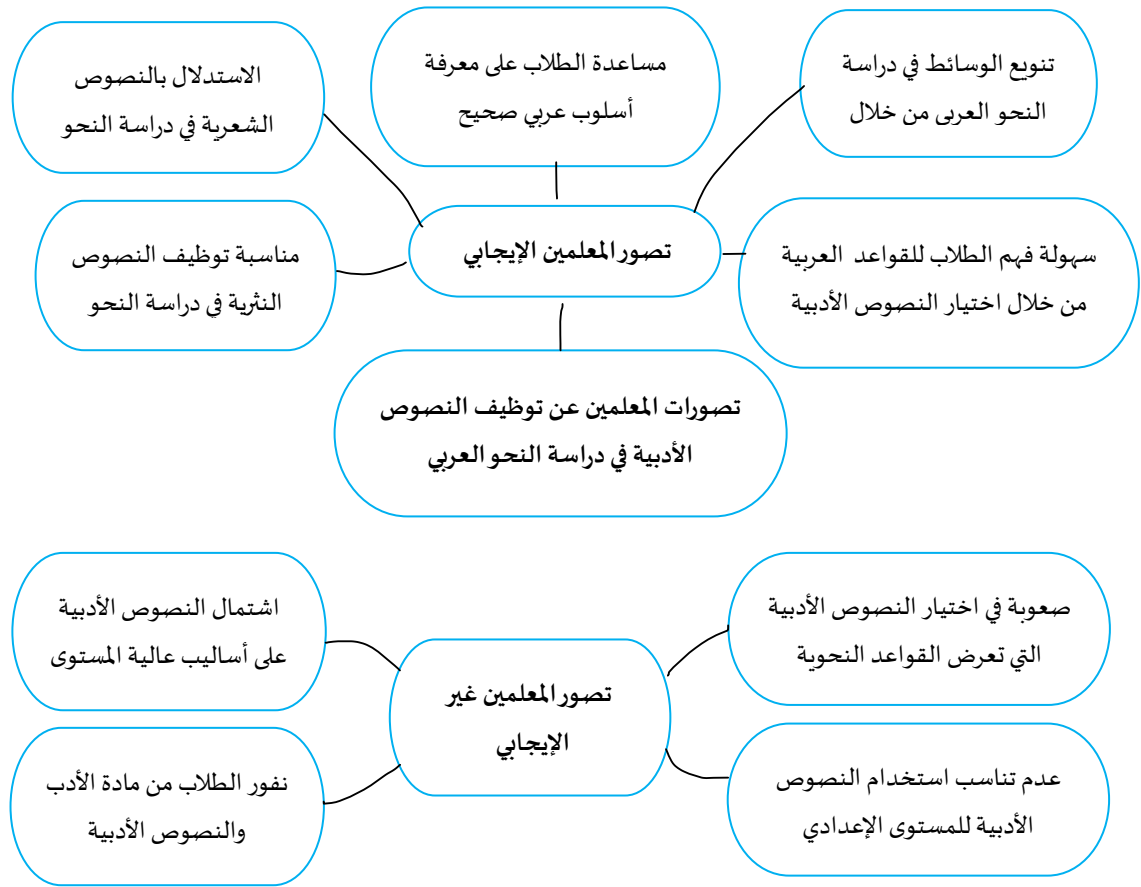 تنويع الوسائط في دراسة
النحو العربى من خلال
مساعدة الطلاب على معرفة
أسلوب عربي صحيح
الاستدلال بالنصوص
الشعرية في دراسة النحو
تصور المعلمين الإيجابي
سهولة فهم الطلاب للقواعد العربية
من خلال اختيار النصوص الأدبية
مناسبة توظيف النصوص
النثرية في دراسة النحو
تصورات المعلمين عن توظيف النصوص
الأدبية في دراسة النحو العربي
صعوبة في اختيار النصوص الأدبية
التي تعرض القواعد النحوية
اشتمال النصوص الأدبية
على أساليب عالية المستوى
تصور المعلمين غير
الإيجابي
عدم تناسب استخدام النصوص
الأدبية للمستوى الإعدادي
نفور الطلاب من مادة الأدب
والنصوص الأدبية